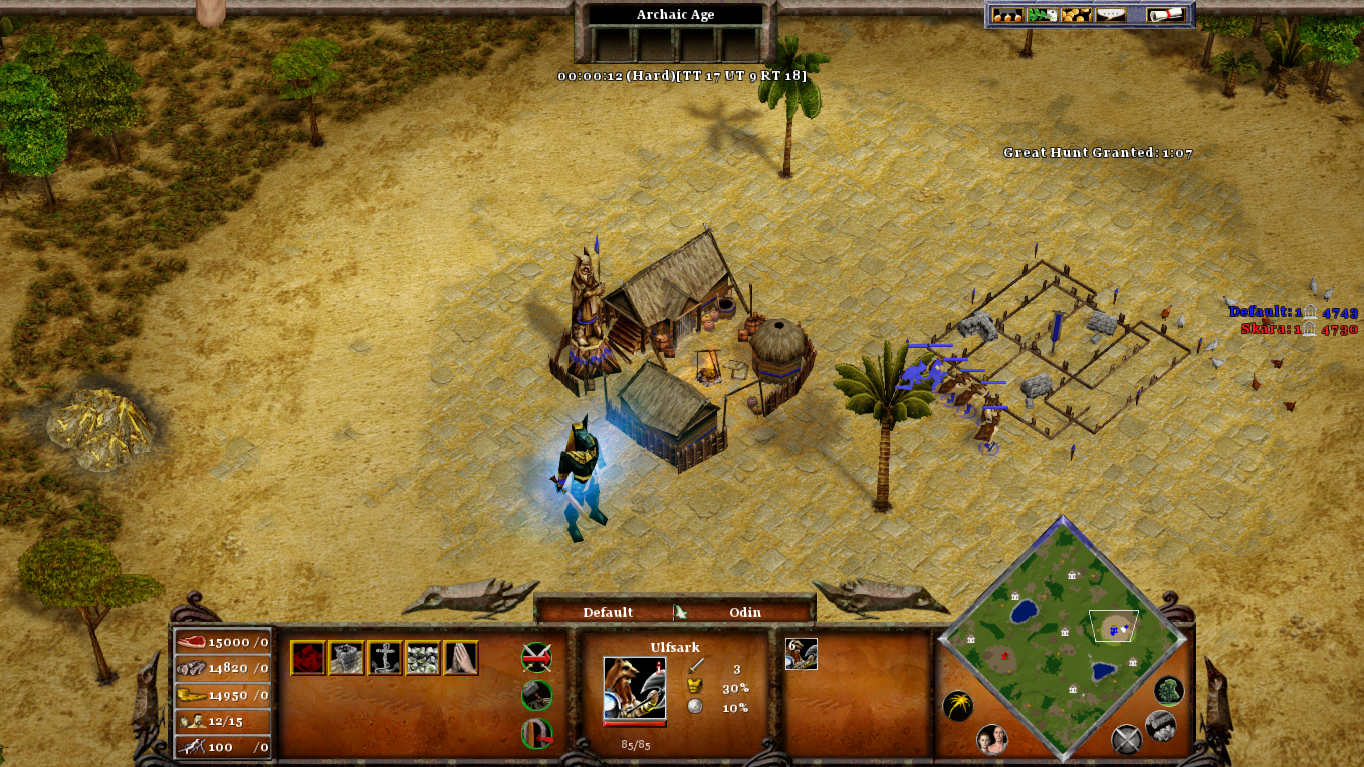 Archaic Age
00:00:12 (Hard)[TT 17 UT 9 RT 18]
Great Hunt Granted: 1:07
Default: 1 4743
Skara: 1 4730
Default Odin
15000 /0
14820 /0
14950 /0
12/15
100 /0
Ulfsark
3
30%
10%
85/85
6